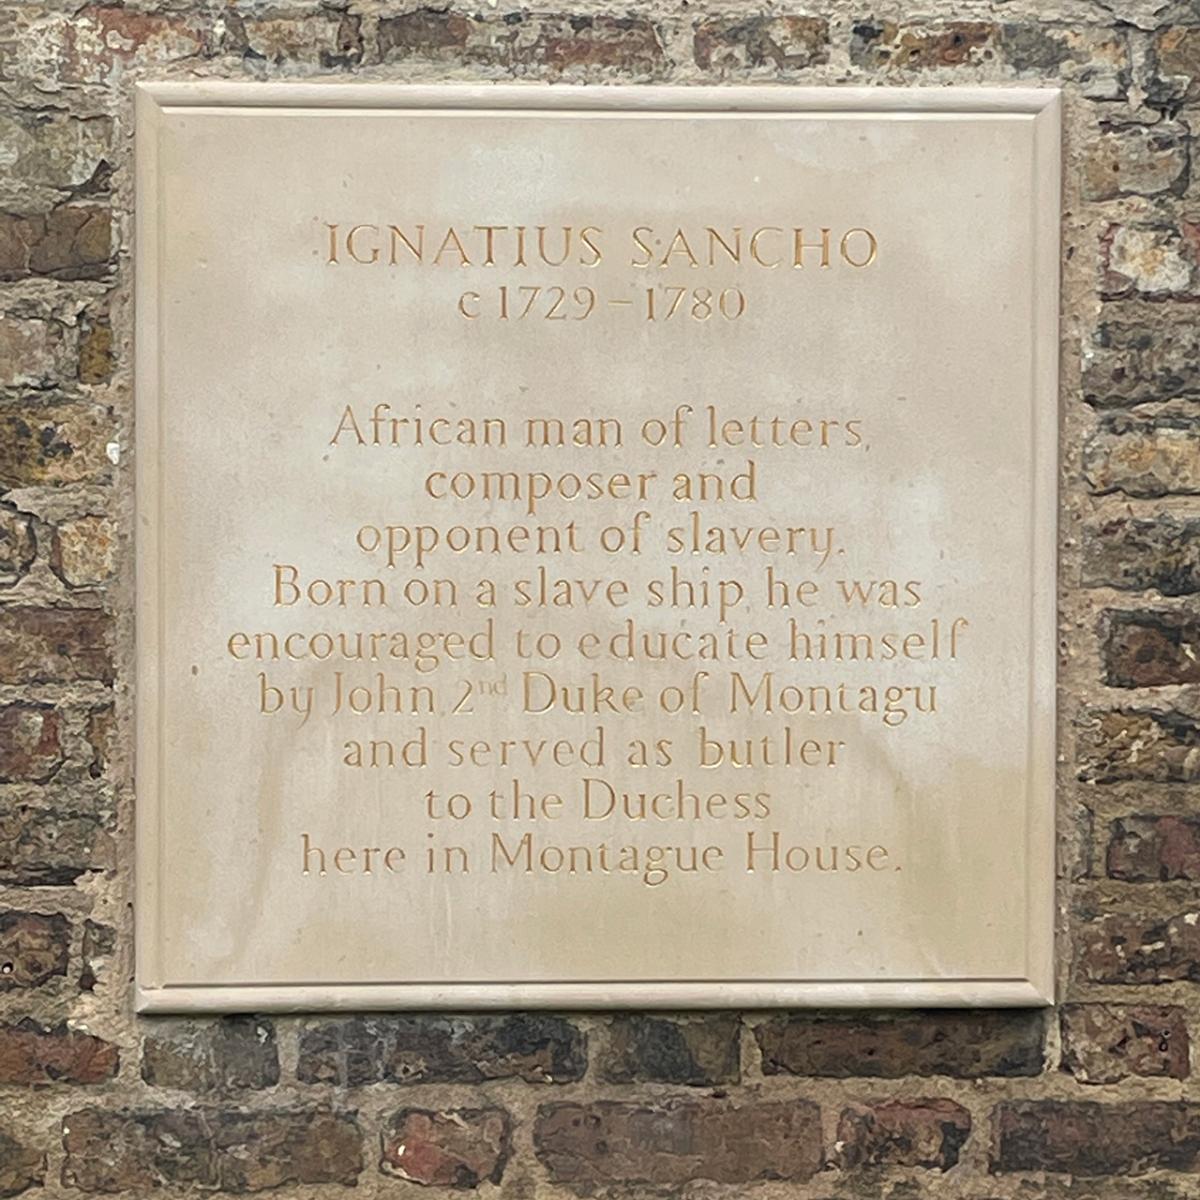 IGNATIUS SANCHO
c 1729 – 1780
African man of letters,
composer and
opponent of slavery.
Born on a slave ship, he was
encouraged to educate himself
by John, 2nd Duke of Montagu
and served as butler
to the Duchess
here in Montague House.